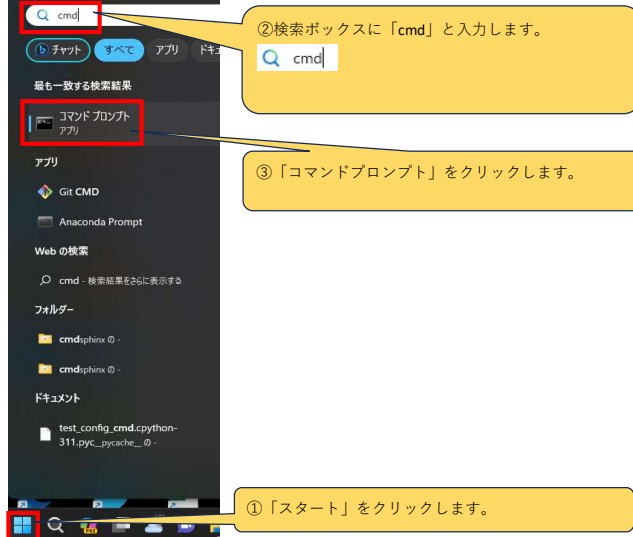 cmd
チャット すべて アプリ ドキュ
最も一致する検索結果
コマンド プロンプト
アプリ
アプリ
Git CMD
Anaconda Prompt
Web の検索
cmd - 検索結果をさらに表示する
フォルダー
cmdsphinx の -
cmdsphinx の -
ドキュメント
test_config_cmd.cpython-
311.pyc__pycache__ の -
②検索ボックスに「cmd」と入力します。
cmd
③「コマンドプロンプト」をクリックします。
①「スタート」をクリックします。